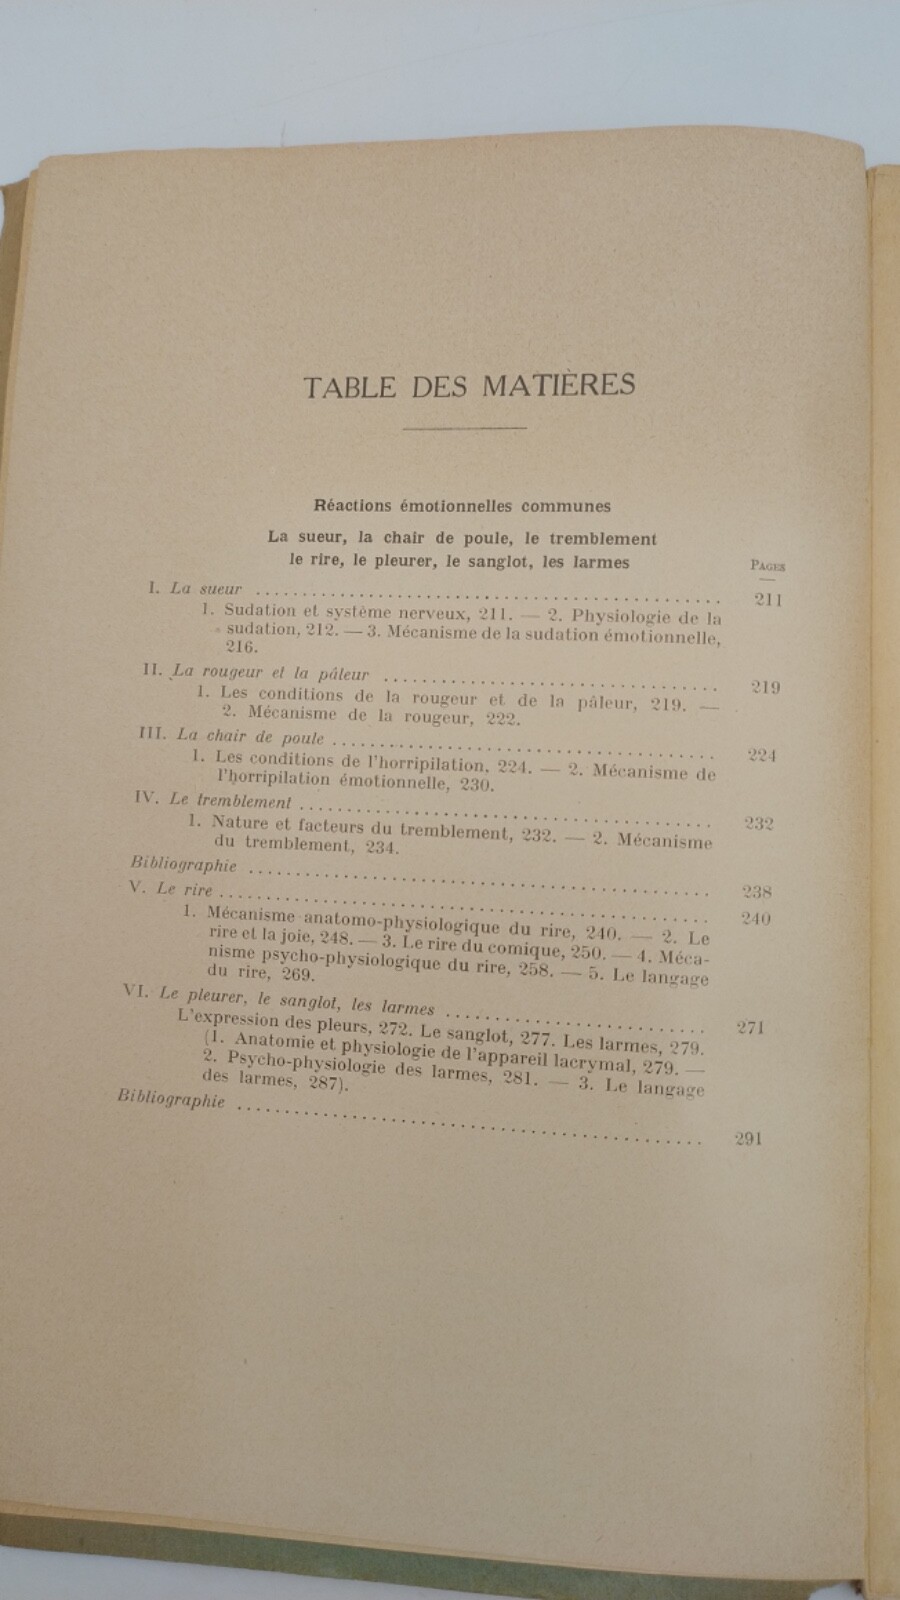 TABLE DES MATIÈRES
Réactions émotionnelles communes
La sueur, la chair de poule, le tremblement
le rire, le pleurer, le sanglot, les larmes
PAGES
I. La sueur ................................................ 211
1. Sudation et système nerveux, 211. — 2. Physiologie de la
sudation, 212. — 3. Mécanisme de la sudation émotionnelle,
216.
II. La rougeur et la pâleur .................................. 219
1. Les conditions de la rougeur et de la pâleur, 219. —
2. Mécanisme de la rougeur, 222.
III. La chair de poule ...................................... 224
1. Les conditions de l'horripilation, 224. — 2. Mécanisme de
l'horripilation émotionnelle, 230.
IV. Le tremblement .......................................... 232
1. Nature et facteurs du tremblement, 232. — 2. Mécanisme
du tremblement, 234.
Bibliographie ............................................... 238
V. Le rire .................................................. 240
1. Mécanisme anatomo-physiologique du rire, 240. — 2. Le
rire et la joie, 248. — 3. Le rire du comique, 250. — 4. Méca-
nisme psycho-physiologique du rire, 258. — 5. Le langage
du rire, 269.
VI. Le pleurer, le sanglot, les larmes .......................... 271
L'expression des pleurs, 272. Le sanglot, 277. Les larmes, 279.
(1. Anatomie et physiologie de l'appareil lacrymal, 279. —
2. Psycho-physiologie des larmes, 281. — 3. Le langage
des larmes, 287).
Bibliographie ............................................... 291